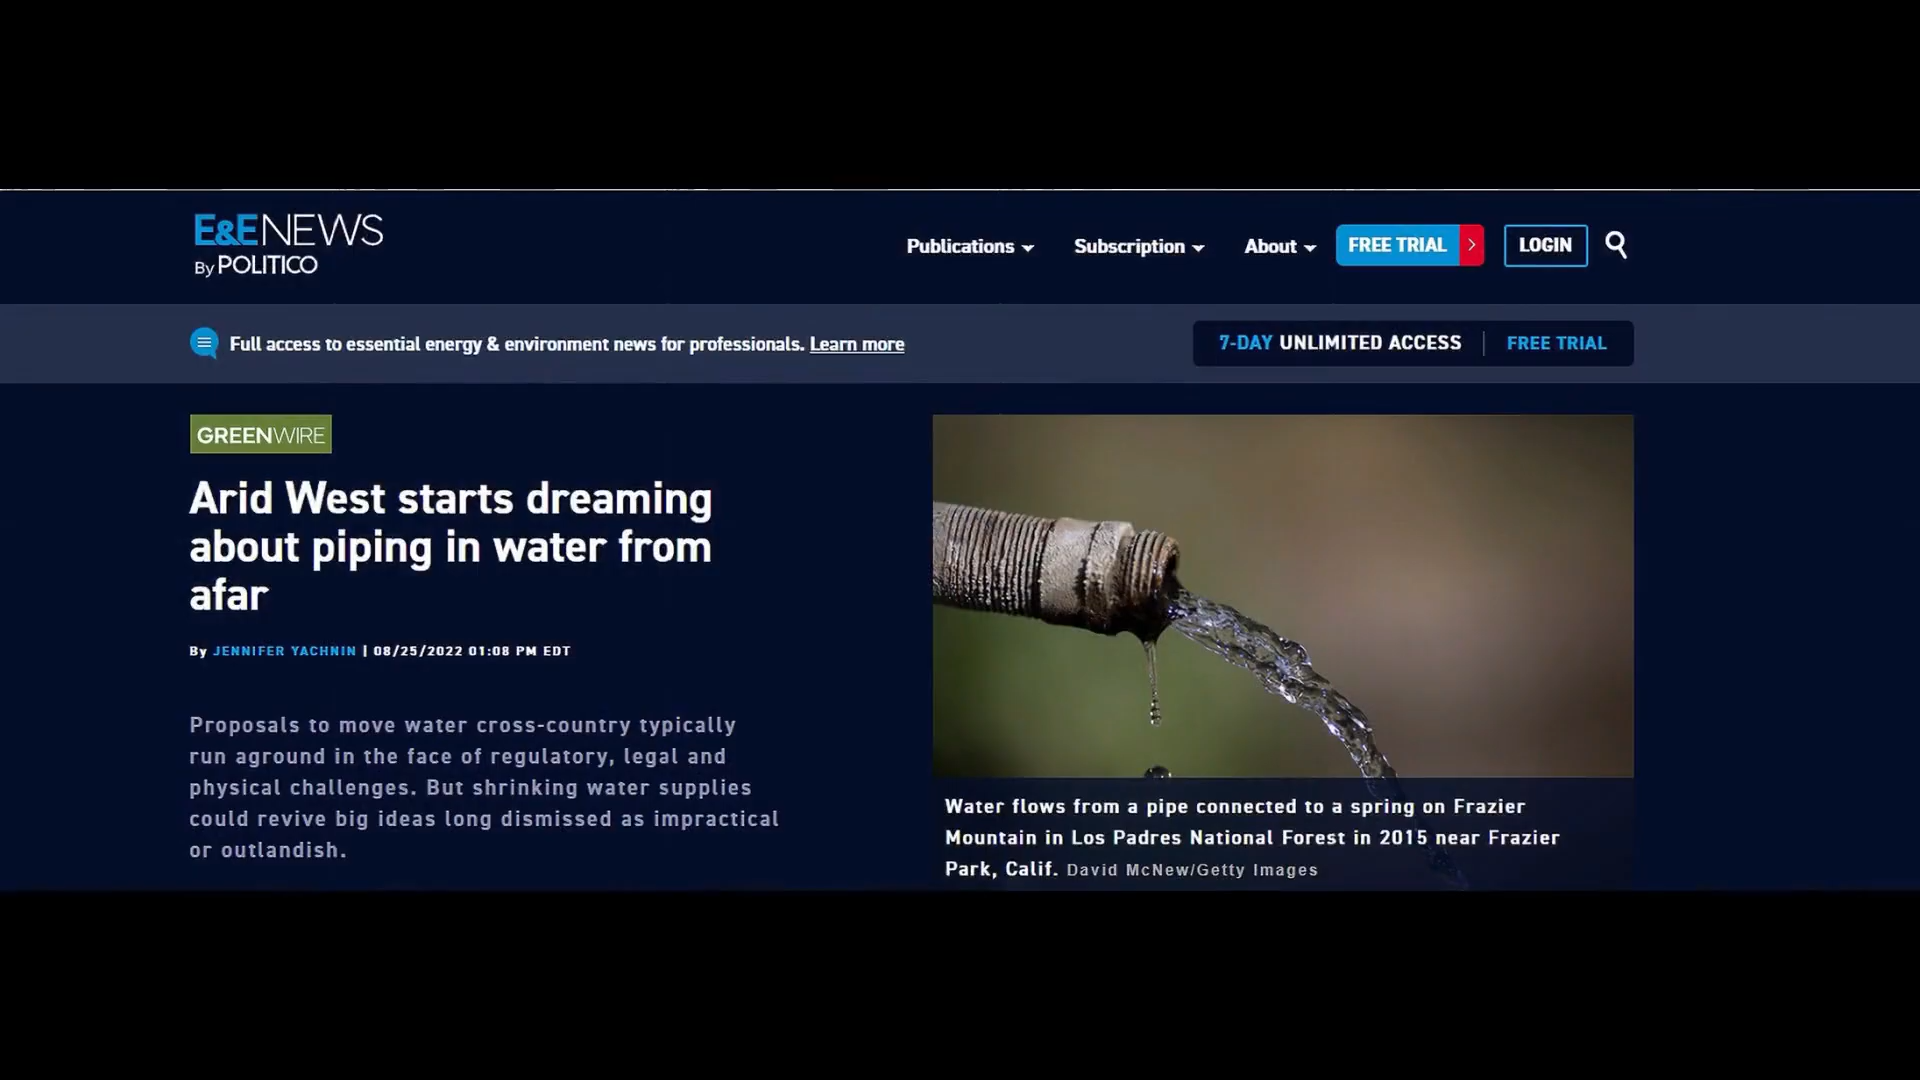 E&E NEWS
By POLITICO
Publications
Subscription
About
FREE TRIAL
LOGIN
Full access to essential energy & environment news for professionals. Learn more
7-DAY UNLIMITED ACCESS
FREE TRIAL
GREENWIRE
Arid West starts dreaming
about piping in water from
afar
By JENNIFER YACHNIN | 08/25/2022 01:08 PM EDT
Proposals to move water cross-country typically
run aground in the face of regulatory, legal and
physical challenges. But shrinking water supplies
could revive big ideas long dismissed as impractical
or outlandish.
Water flows from a pipe connected to a spring on Frazier
Mountain in Los Padres National Forest in 2015 near Frazier
Park, Calif. David McNew/Getty Images